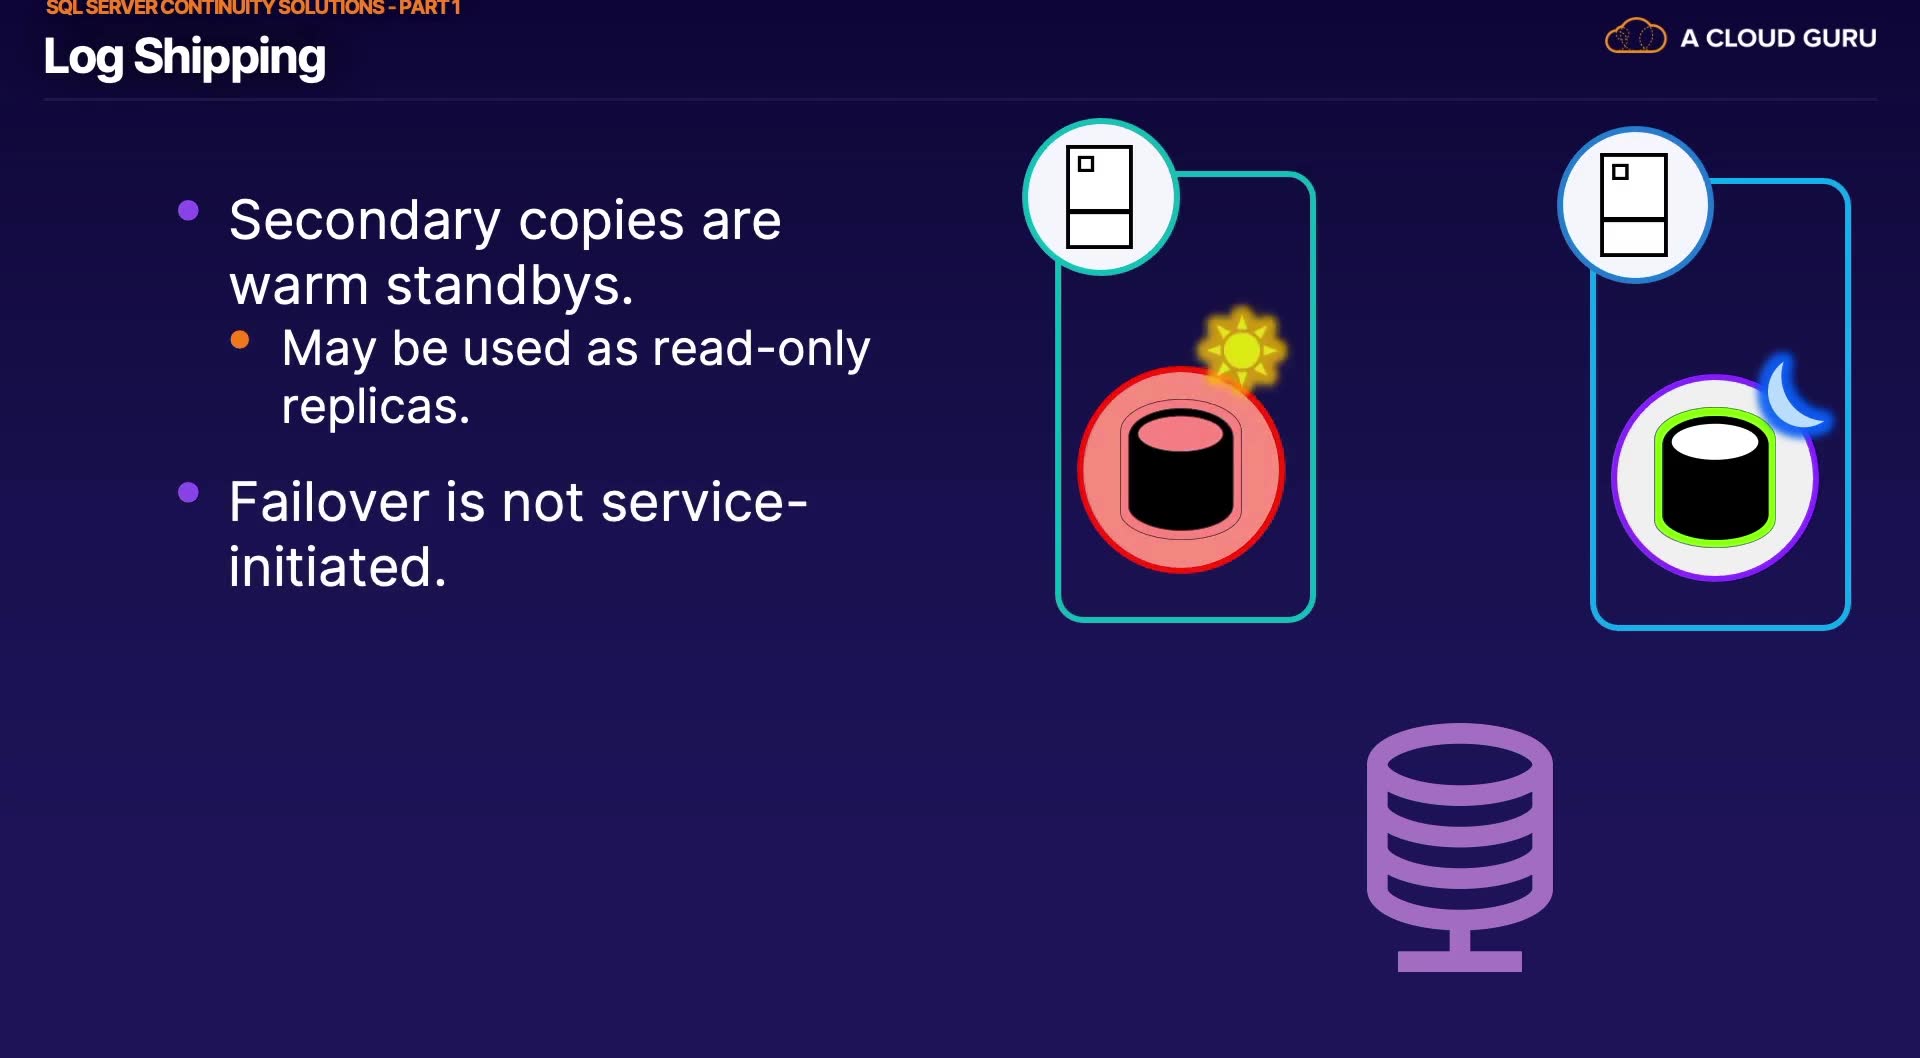 SQL SERVER CONTINUITY SOLUTIONS - PART 1
Log Shipping
A CLOUD GURU
Secondary copies are
warm standbys.
May be used as read-only
replicas.
Failover is not service-
initiated.